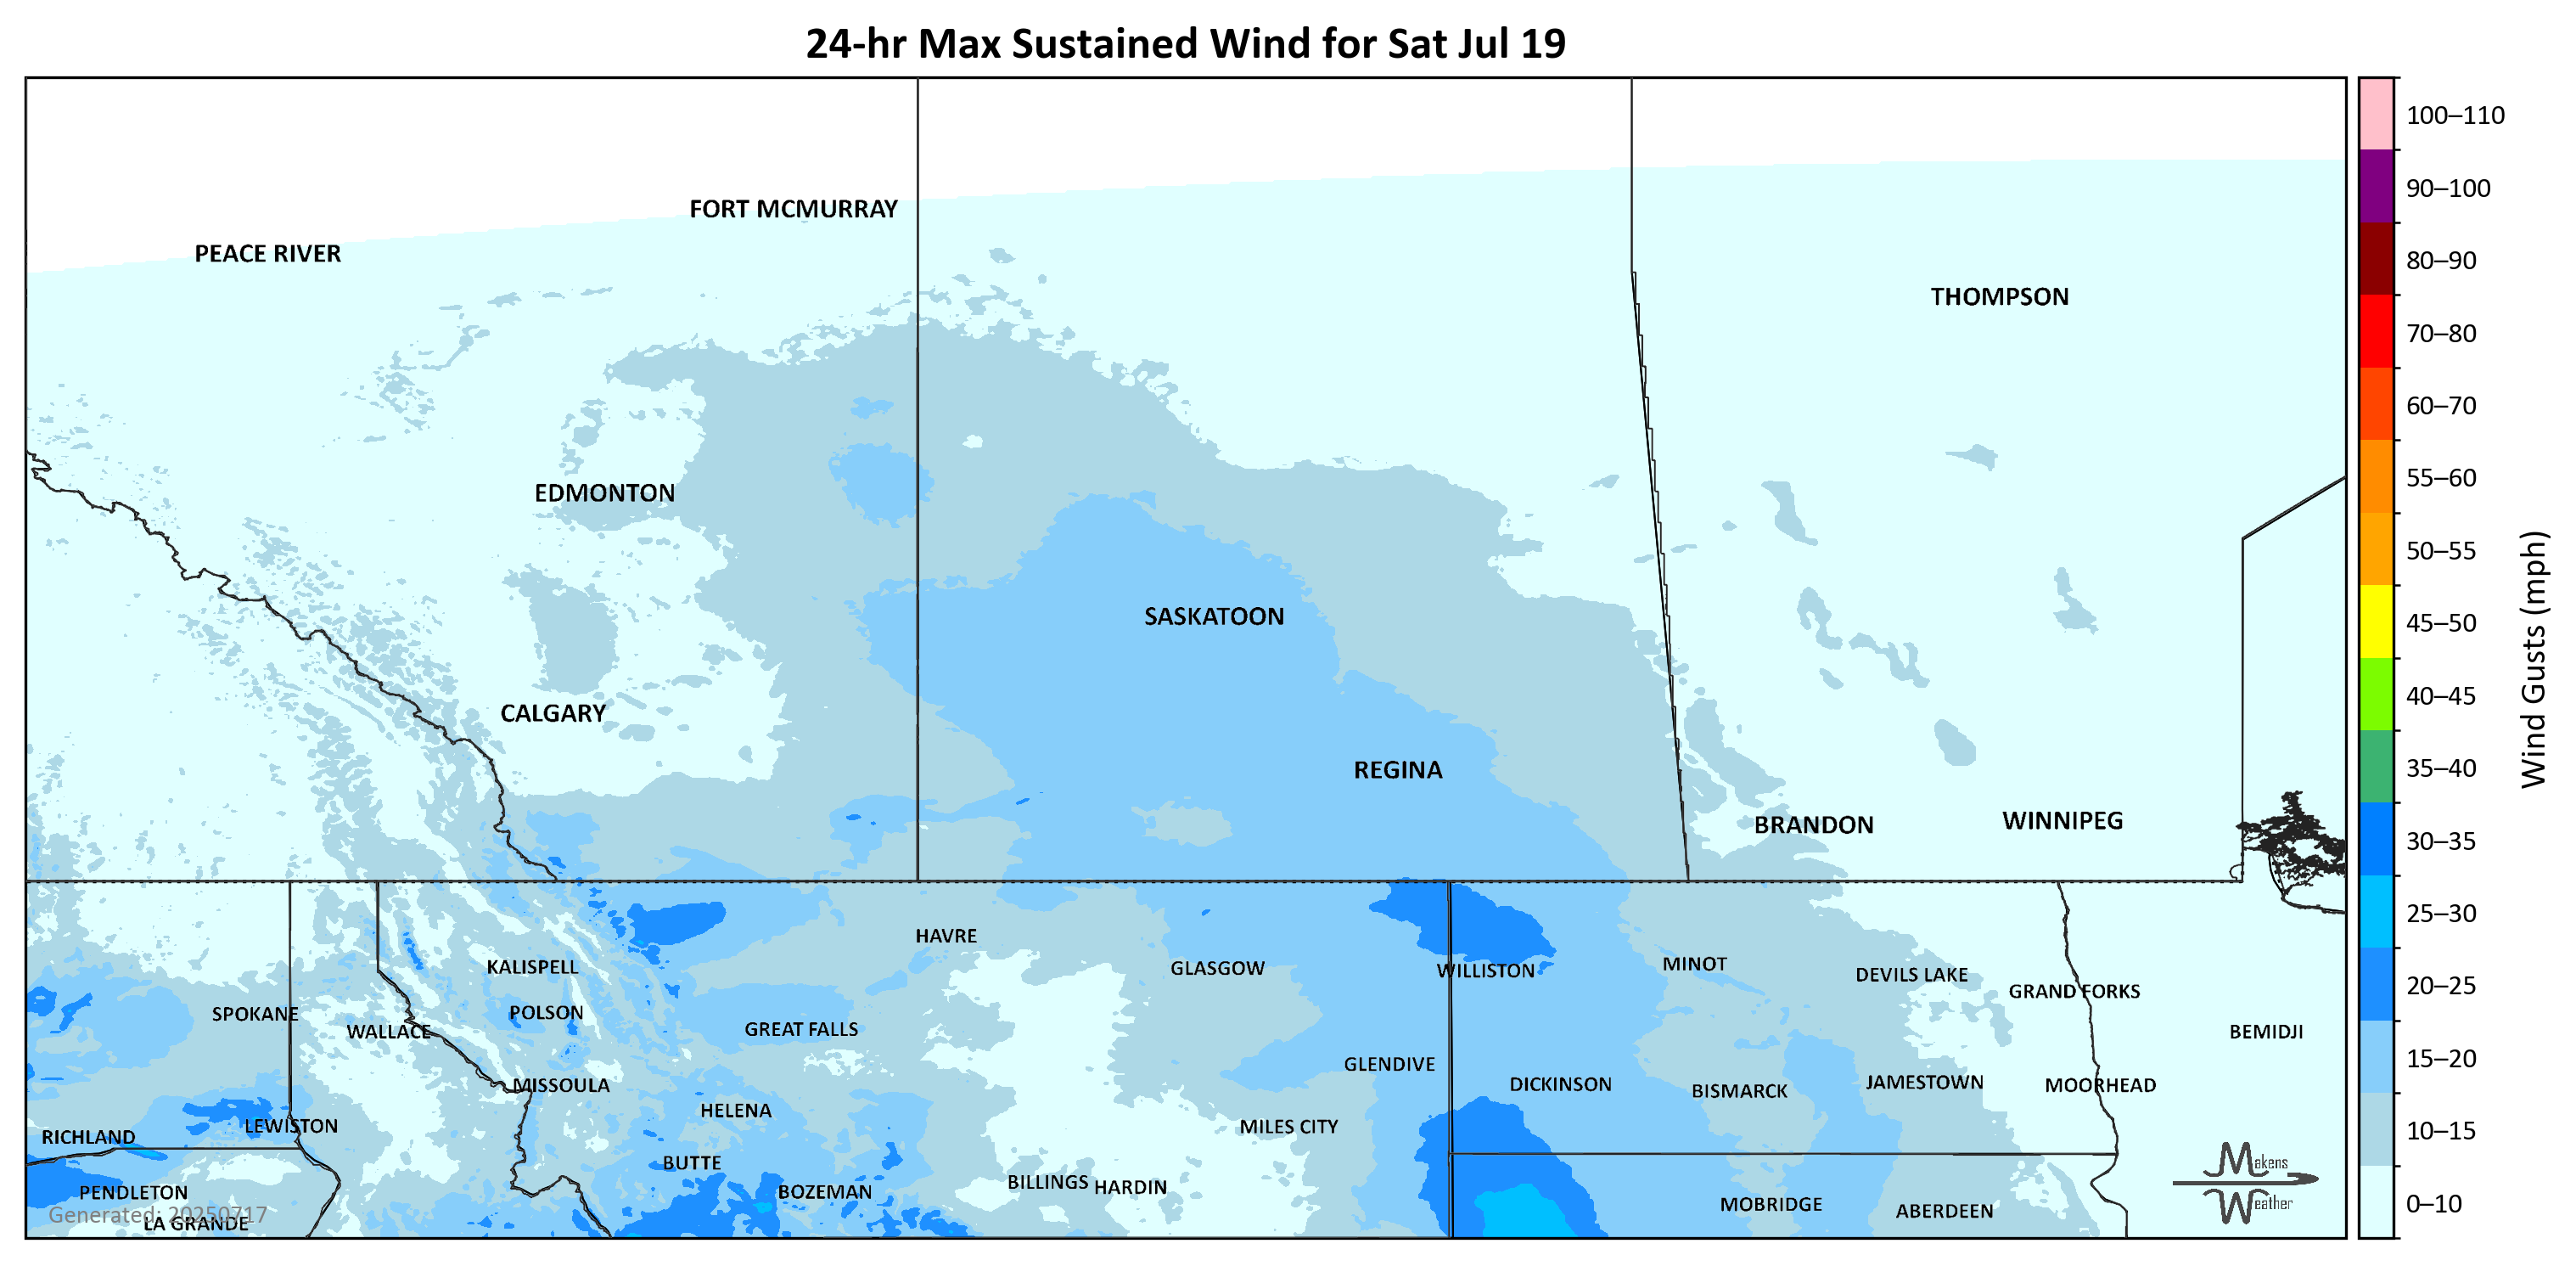 24-hr Max Sustained Wind for Sat Jul 19
100–110
90–100
80–90
70–80
60–70
55–60
50–55
45–50
40–45
35–40
30–35
25–30
20–25
15–20
10–15
0–10
Wind Gusts (mph)
FORT MCMURRAY
PEACE RIVER
THOMPSON
EDMONTON
SASKATOON
CALGARY
REGINA
BRANDON
WINNIPEG
HAVRE
KALISPELL
GLASGOW
WILLISTON
MINOT
DEVILS LAKE
GRAND FORKS
SPOKANE
POLSON
WALLACE
GREAT FALLS
BEMIDJI
GLENDIVE
MISSOULA
DICKINSON
BISMARCK
JAMESTOWN
MOORHEAD
HELENA
LEWISTON
RICHLAND
MILES CITY
BUTTE
BOZEMAN
BILLINGS
HARDIN
PENDLETON
MOBRIDGE
ABERDEEN
LA GRANDE
Generated: 20250717
Makens
Weather